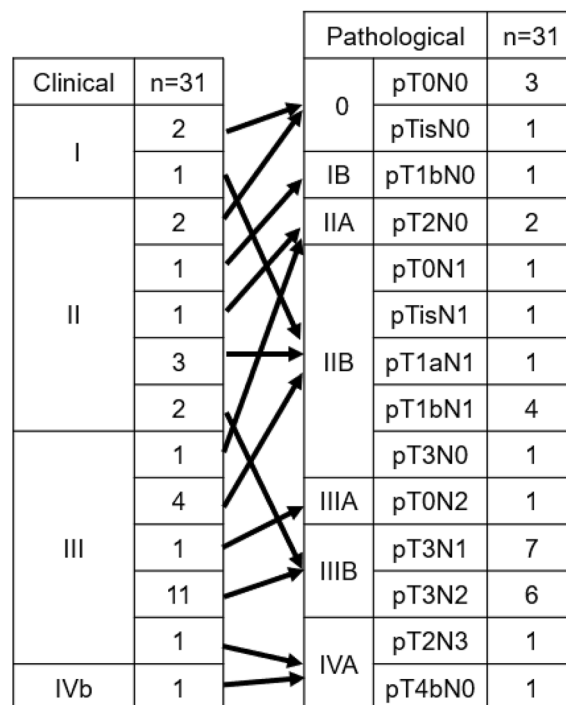 Pathological n=31
Clinical n=31
0 pT0N0 3
I 2
pTisN0 1
1
IB pT1bN0 1
II 2
IIA pT2N0 2
1
IIB pT0N1 1
1
pTisN1 1
3
pT1aN1 1
2
pT1bN1 4
III 1
pT3N0 1
4
IIIA pT0N2 1
1
IIIB pT3N1 7
11
pT3N2 6
1
IVA pT2N3 1
IVb 1
pT4bN0 1